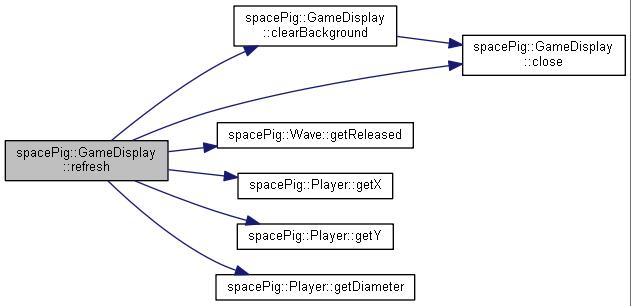 spacePig::GameDisplay
::clearBackground
spacePig::GameDisplay
::close
spacePig::GameDisplay
::refresh
spacePig::Wave::getReleased
spacePig::Player::getX
spacePig::Player::getY
spacePig::Player::getDiameter